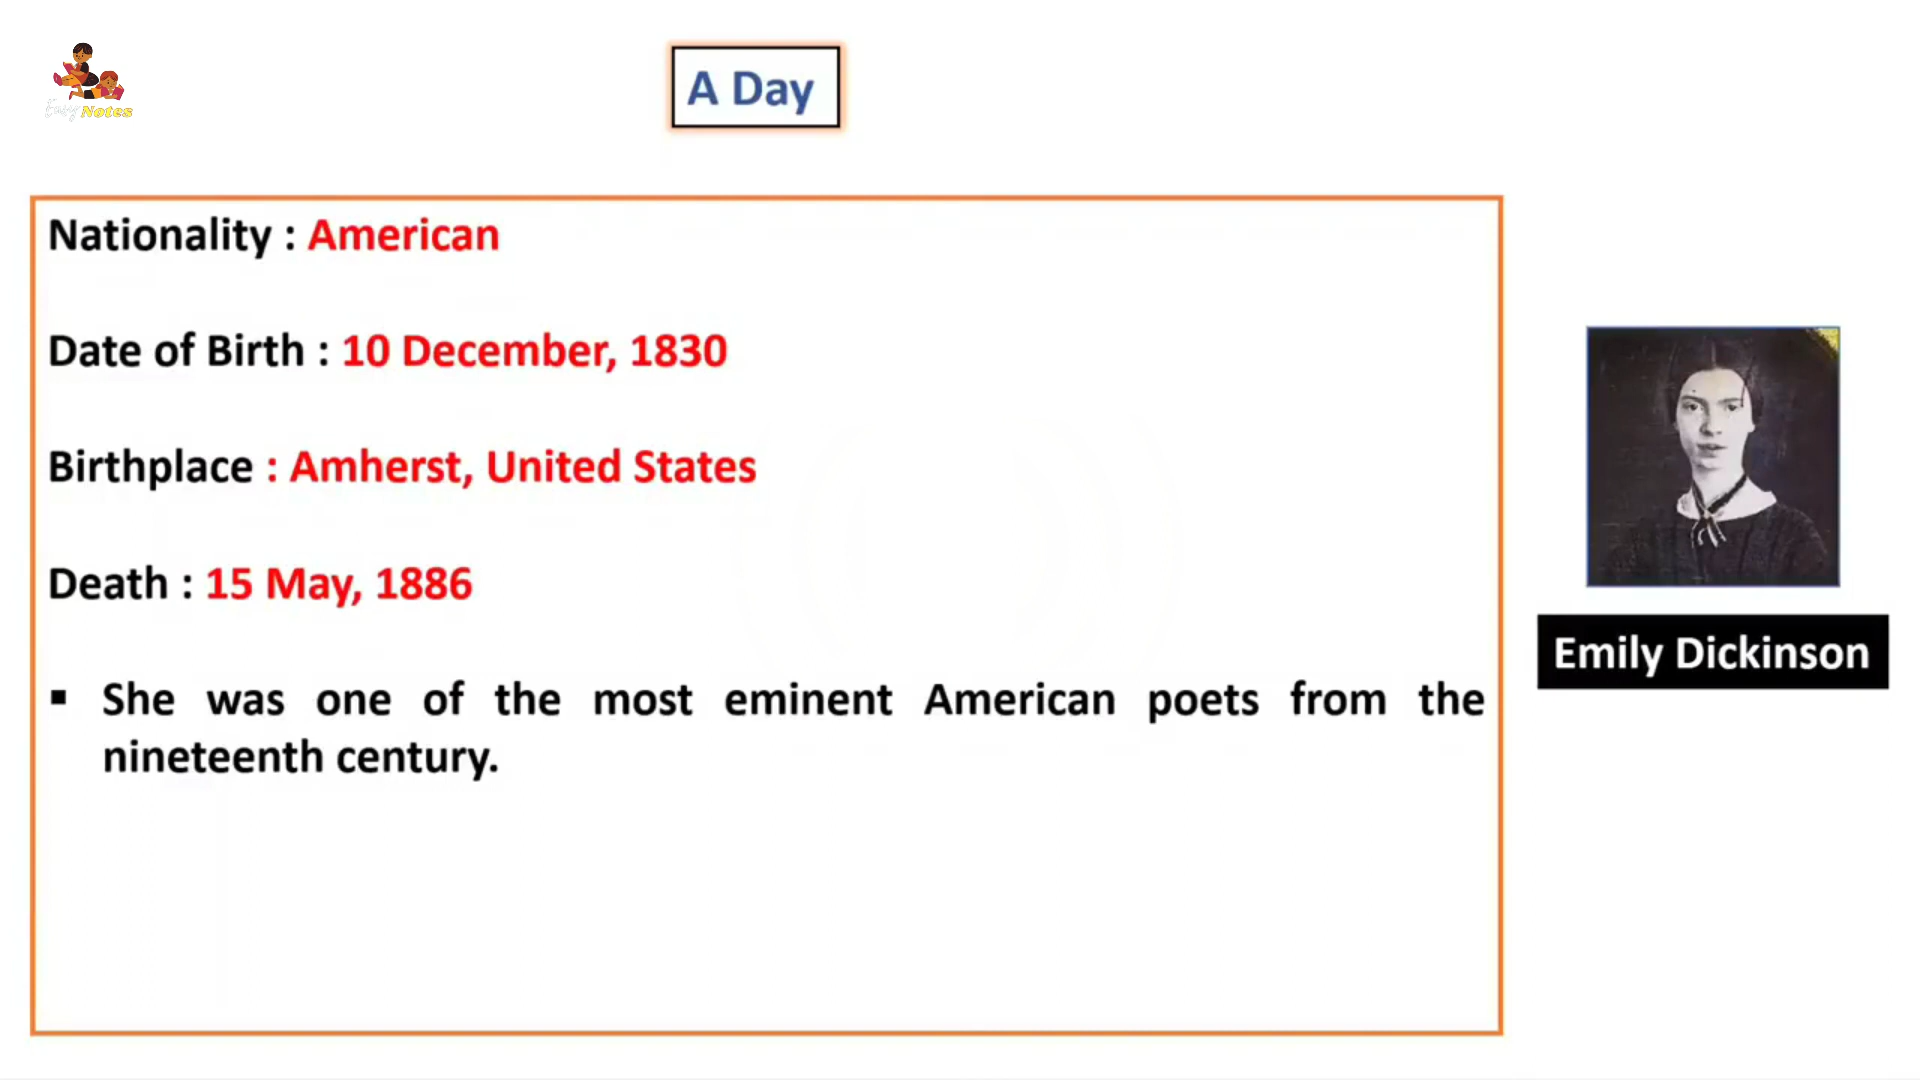 Easy Notes
A Day
Nationality : American
Date of Birth : 10 December, 1830
Birthplace : Amherst, United States
Death : 15 May, 1886
▪ She was one of the most eminent American poets from the
nineteenth century.
Emily Dickinson